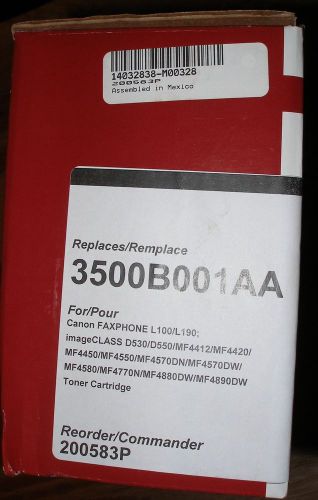 14032838-M00328
200583P
Assembled in Mexico
Replaces/Remplace
3500B001AA
For/Pour
Canon FAXPHONE L100/L190;
imageCLASS D530/D550/MF4412/MF4420/
MF4450/MF4550/MF4570DN/MF4570DW/
MF4580/MF4770N/MF4880DW/MF4890DW
Toner Cartridge
Reorder/Commander
200583P